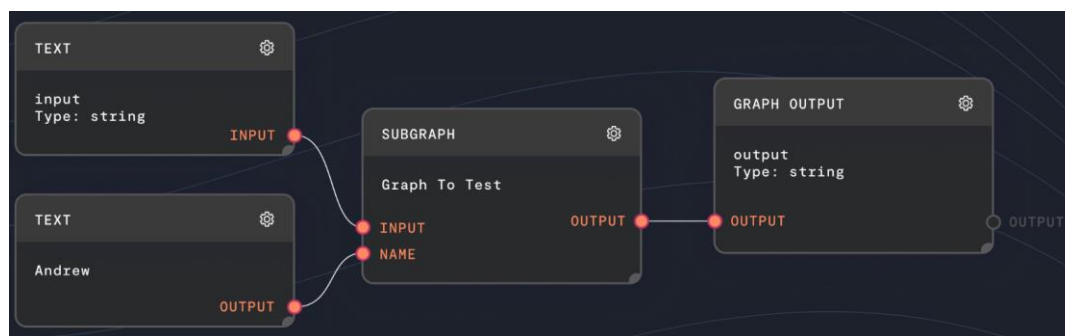 TEXT
input
Type: string
INPUT
TEXT
Andrew
OUTPUT
SUBGRAPH
Graph To Test
INPUT
OUTPUT
NAME
GRAPH OUTPUT
output
Type: string
OUTPUT
OUTPUT